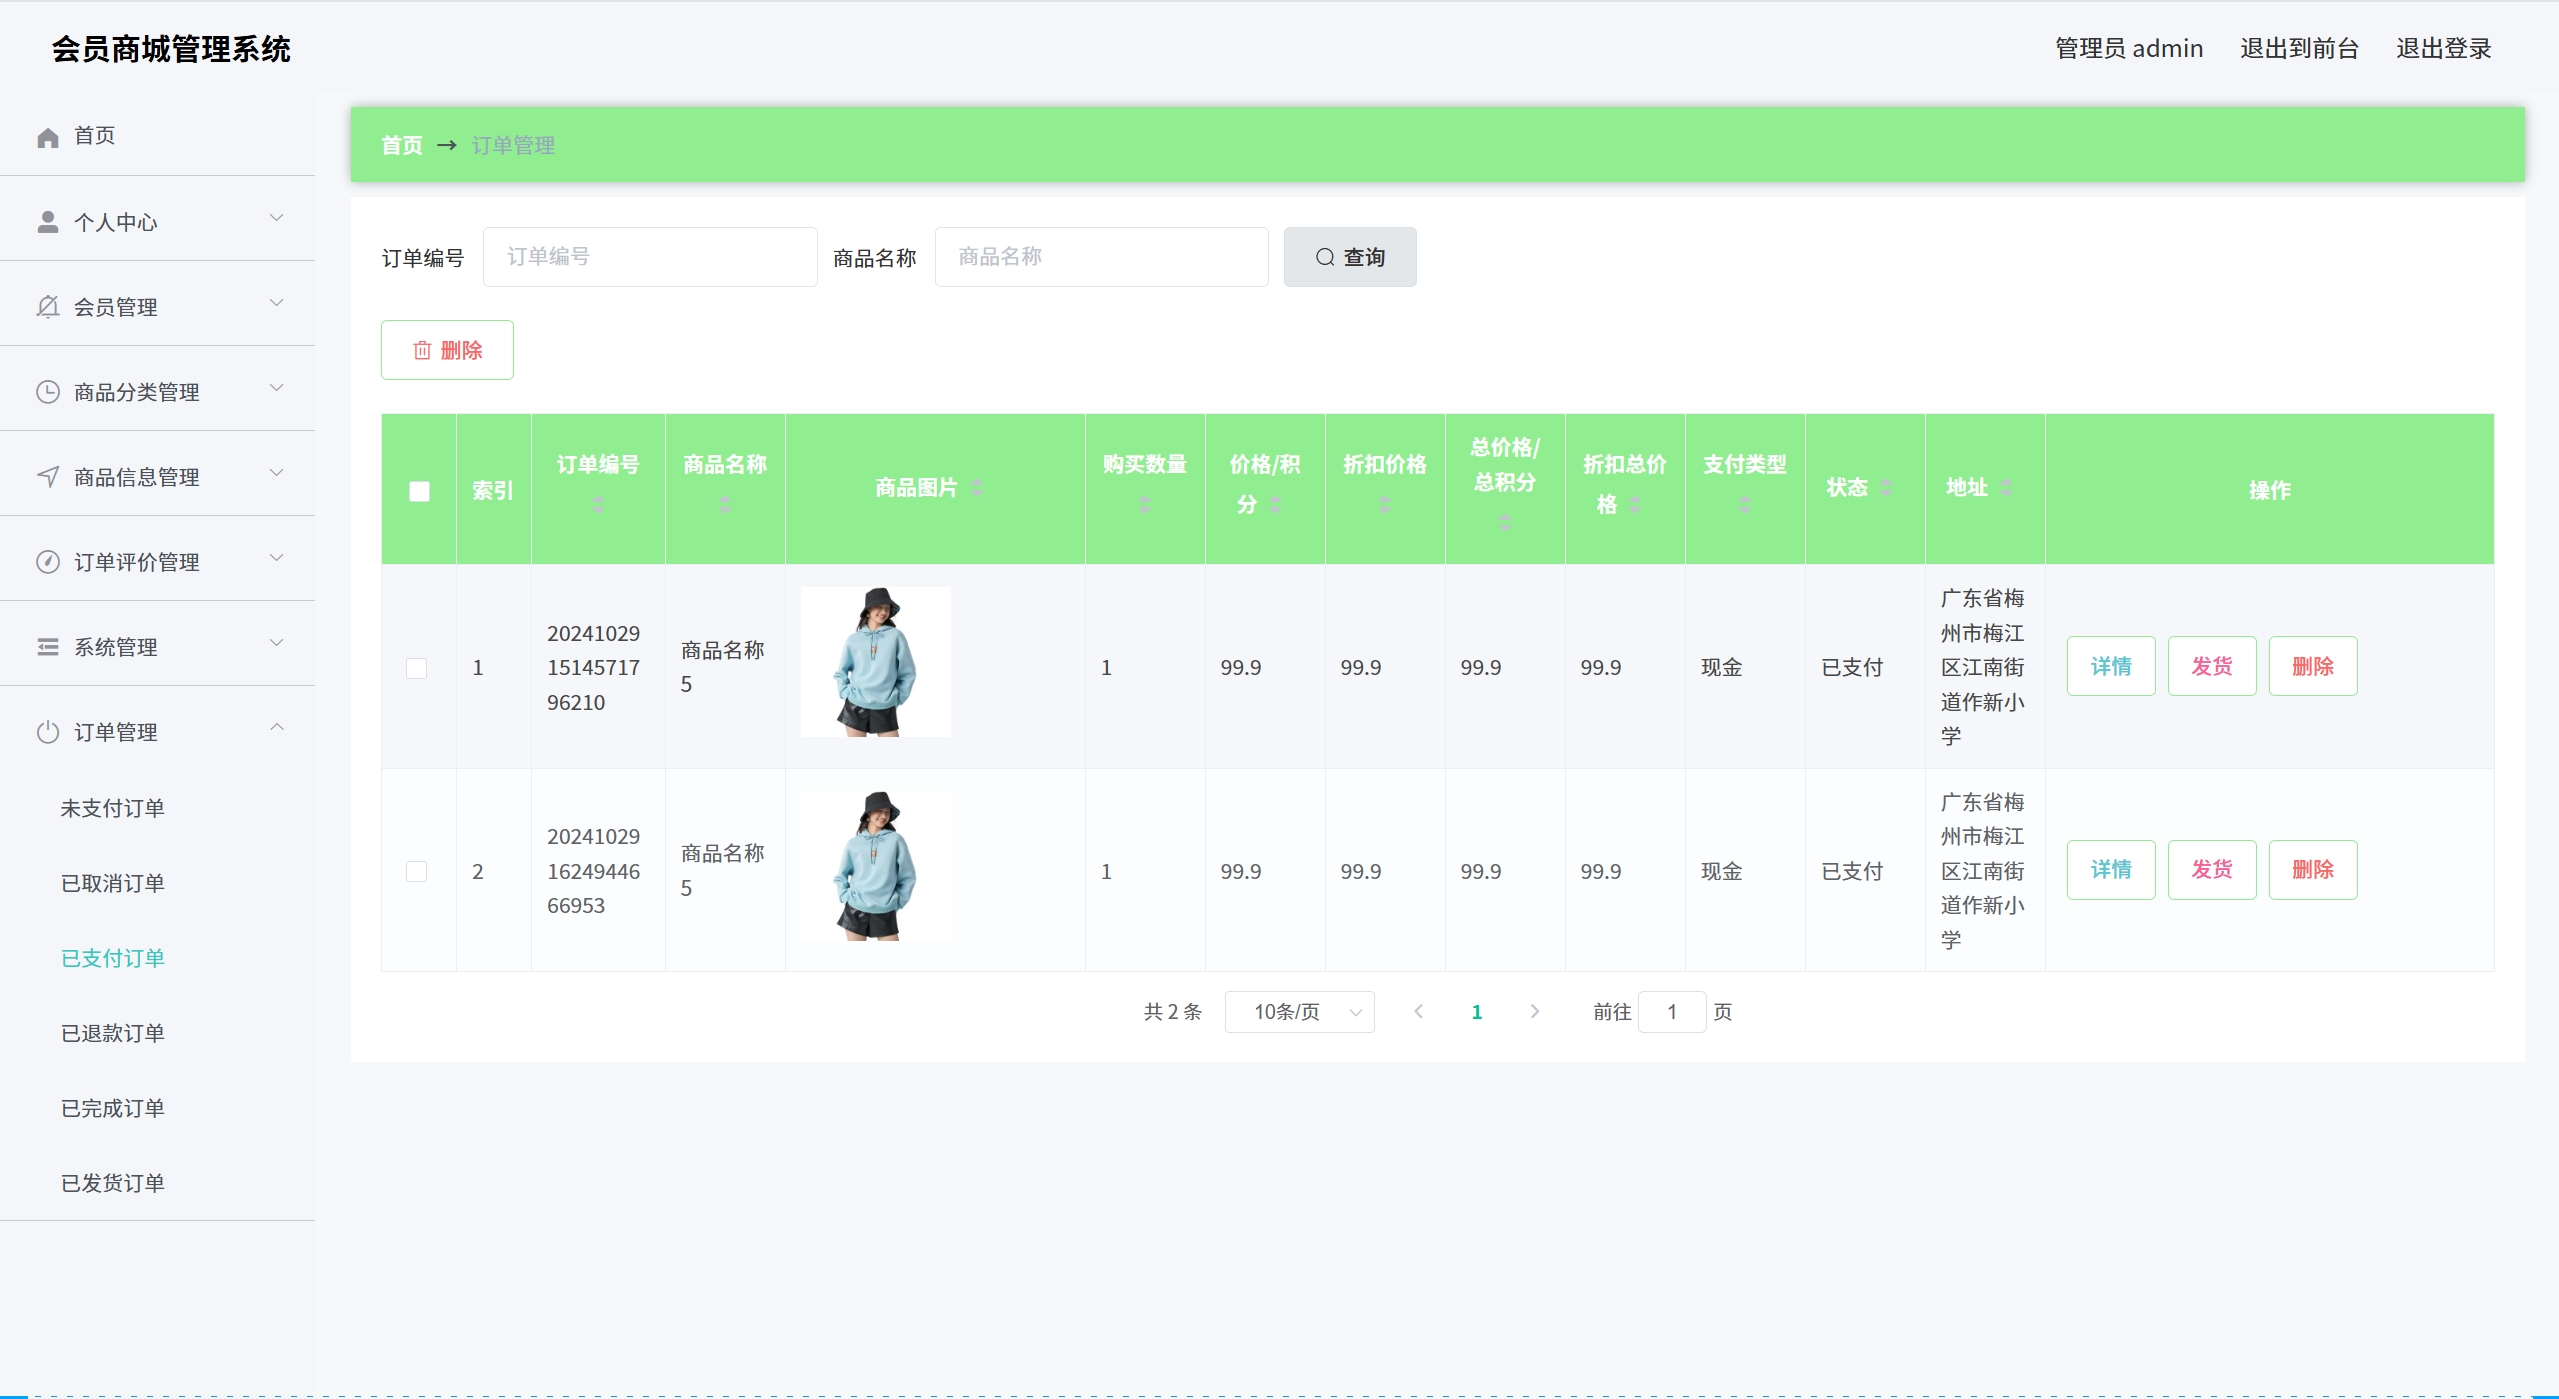 会员商城管理系统
管理员 admin 退出到前台 退出登录
首页
个人中心
会员管理
商品分类管理
商品信息管理
订单评价管理
系统管理
订单管理
未支付订单
已取消订单
已支付订单
已退款订单
已完成订单
已发货订单
首页 → 订单管理
订单编号 订单编号 商品名称 商品名称 查询
删除
索引
订单编号
商品名称
商品图片
购买数量
价格/积
分
折扣价格
总价格/
总积分
折扣总价
格
支付类型
状态
地址
操作
1
20241029
15145717
96210
商品名称
5
1
99.9
99.9
99.9
99.9
现金
已支付
广东省梅
州市梅江
区江南街
道作新小
学
详情 发货 删除
2
20241029
16249446
66953
商品名称
5
1
99.9
99.9
99.9
99.9
现金
已支付
广东省梅
州市梅江
区江南街
道作新小
学
详情 发货 删除
共 2 条 10条/页 1 前往 1 页